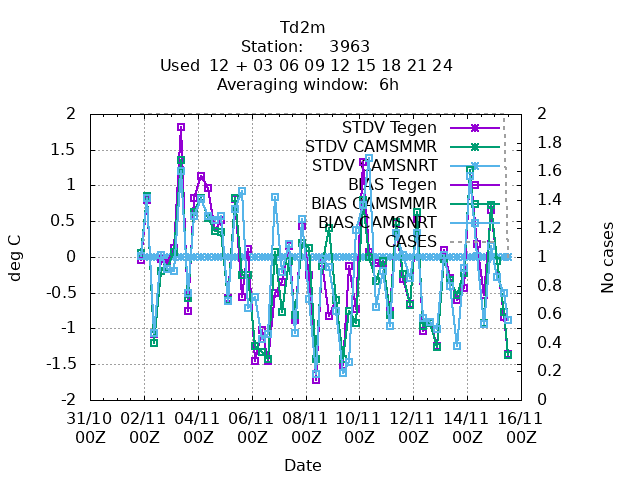 Td2m
Station: 3963
Used 12 + 03 06 09 12 15 18 21 24
Averaging window: 6h
2 2
STDV Tegen
1.5 1.8
STDV CAMSMMR
1.6
STDV CAMSNRT
1 BIAS Tegen 1.4
BIAS CAMSMMR
0.5 BIAS CAMSNRT 1.2
CASES
0 1
-0.5 0.8
-1 0.6
0.4
-1.5 0.2
-2 0
deg C
No cases
31/10 02/11 04/11 06/11 08/11 10/11 12/11 14/11 16/11
00Z 00Z 00Z 00Z 00Z 00Z 00Z 00Z 00Z
Date